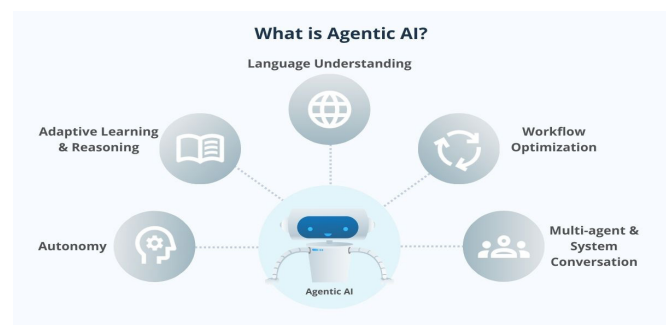 What is Agentic AI?
Language Understanding
Adaptive Learning
& Reasoning
Workflow
Optimization
Autonomy
Multi-agent &
System
Conversation
Agentic AI